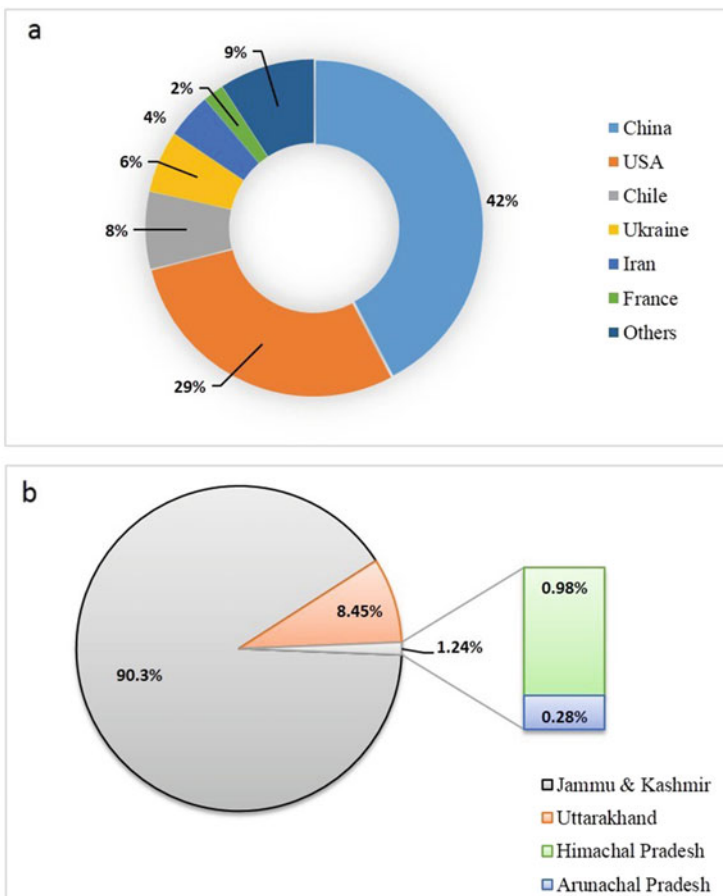 a
9%
2%
4%
6%
8%
29%
42%
China
USA
Chile
Ukraine
Iran
France
Others
b
90.3%
8.45%
1.24%
0.98%
0.28%
Jammu & Kashmir
Uttarakhand
Himachal Pradesh
Arunachal Pradesh